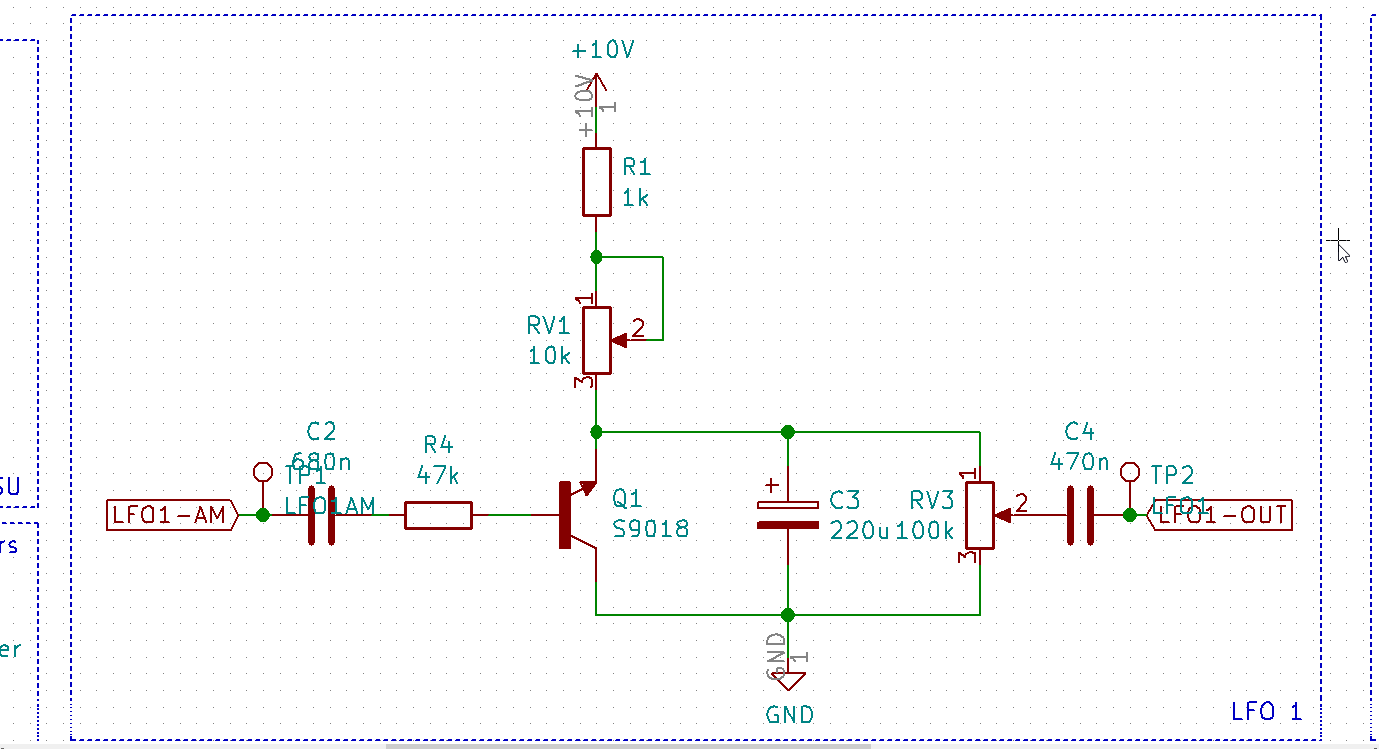 +10V
+10V
1
R1
1k
1
RV1
10k
2
3
C2
680n
TP1
LFO1AM
LFO1-AM
R4
47k
Q1
S9018
+
C3
220u
RV3
100k
1
2
3
C4
470n
TP2
LFO1
LFO1-OUT
SU
rs
er
GND
1
GND
LFO 1